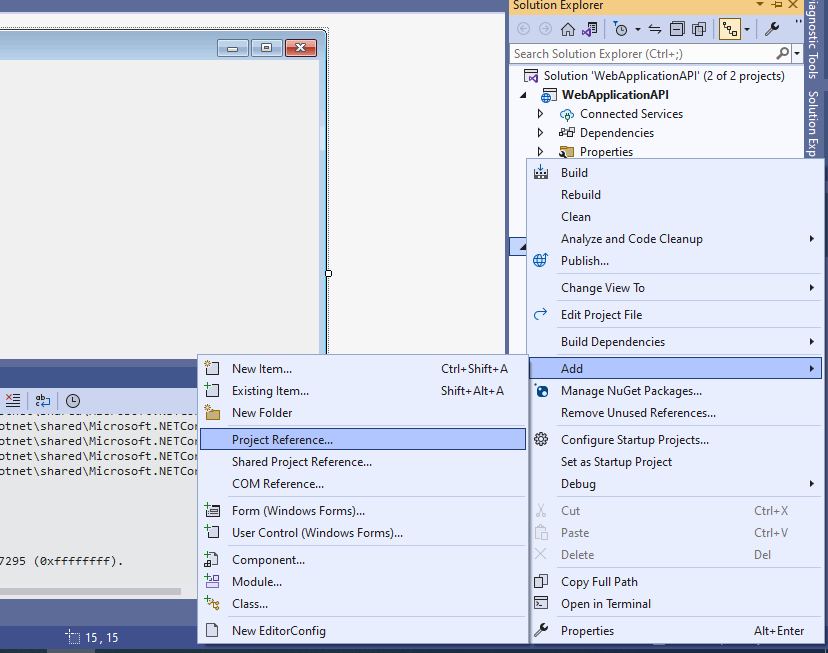 Solution Explorer
Search Solution Explorer (Ctrl+;)
Solution 'WebApplicationAPI' (2 of 2 projects)
WebApplicationAPI
Connected Services
Dependencies
Properties
Diagnostic Tools
Solution Exp
Build
Rebuild
Clean
Analyze and Code Cleanup
Publish...
Change View To
Edit Project File
Build Dependencies
Add
Manage NuGet Packages...
Remove Unused References...
Configure Startup Projects...
Set as Startup Project
Debug
Cut Ctrl+X
Paste Ctrl+V
Delete Del
Copy Full Path
Open in Terminal
Properties Alt+Enter
New Item... Ctrl+Shift+A
Existing Item... Shift+Alt+A
New Folder
Project Reference...
Shared Project Reference...
COM Reference...
Form (Windows Forms)...
User Control (Windows Forms)...
Component...
Module...
Class...
New EditorConfig
otnet\shared\Microsoft.NETCor
otnet\shared\Microsoft.NETCor
otnet\shared\Microsoft.NETCor
otnet\shared\Microsoft.NETCor
7295 (0xffffffff).
15, 15